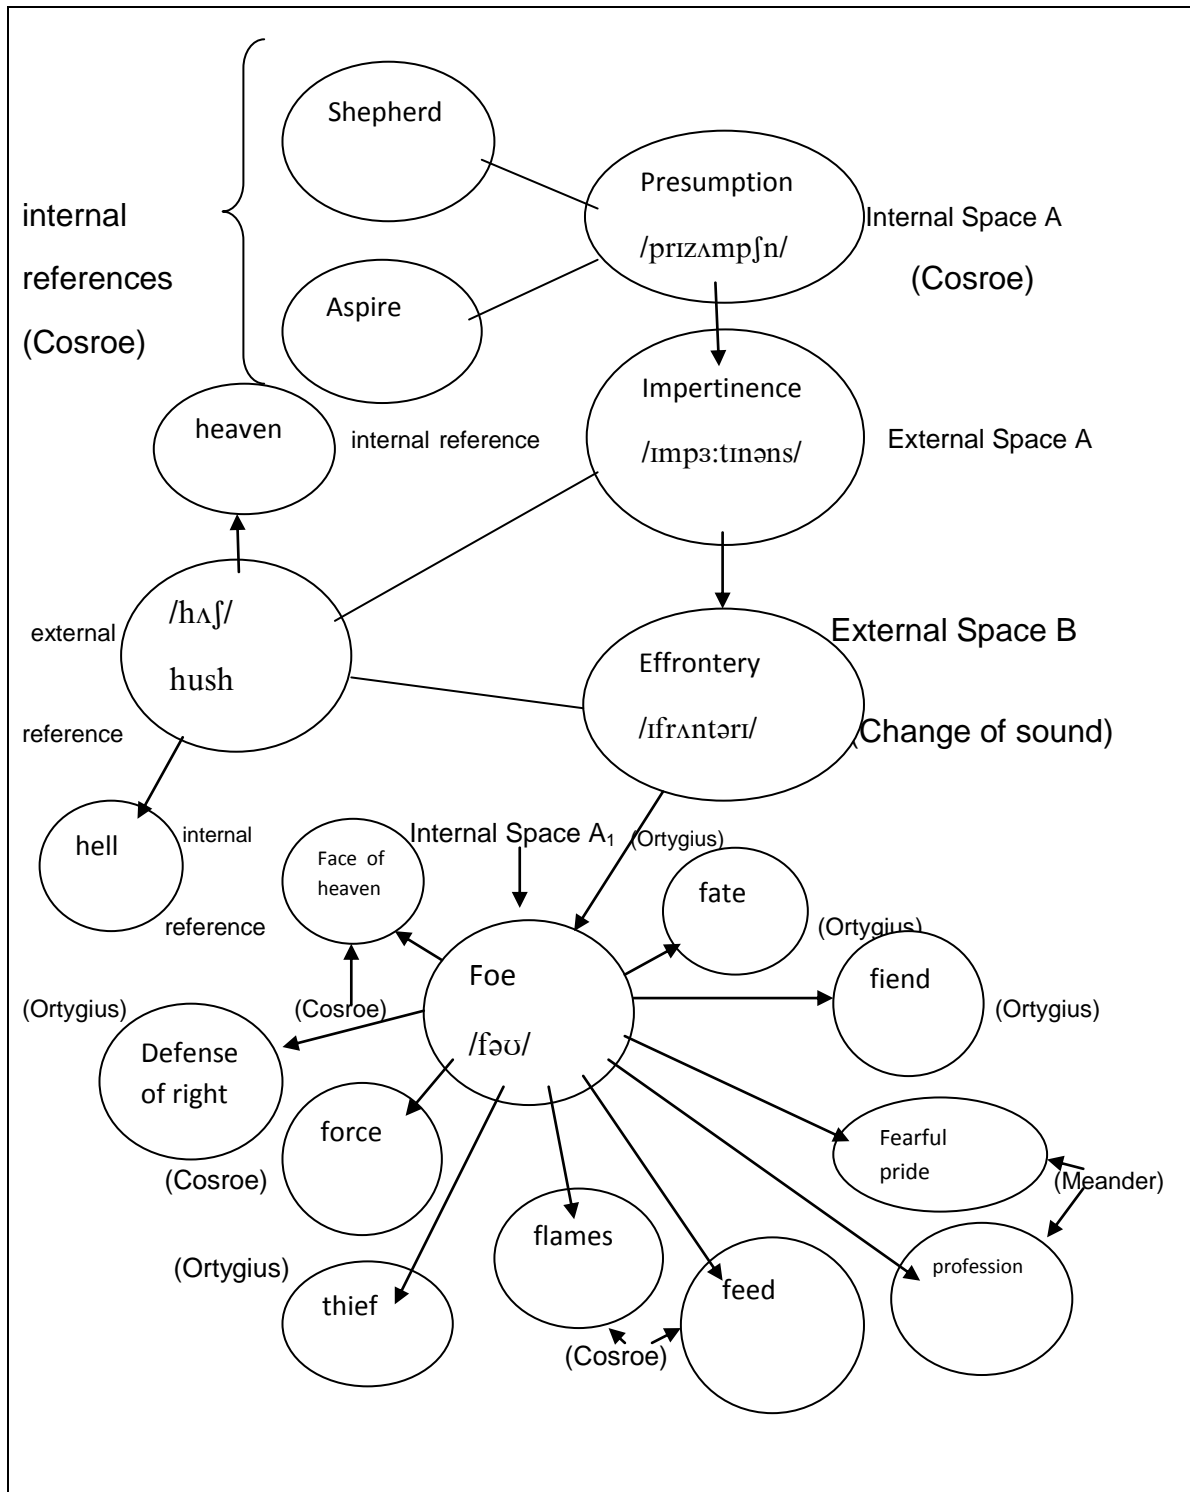 Shepherd
Presumption
internal
Internal Space A
/prɪzʌmpʃn/
references
(Cosroe)
Aspire
(Cosroe)
Impertinence
heaven
internal reference
External Space A
/ɪmpɜ:tɪnəns/
/hʌʃ/
external
External Space B
Effrontery
hush
reference
/ɪfrʌntərɪ/
(Change of sound)
hell
internal
Internal Space A₁
(Ortygius)
Face of
heaven
fate
reference
(Ortygius)
Foe
fiend
(Ortygius)
(Cosroe)
(Ortygius)
Defense
of right
/fəʊ/
force
Fearful
pride
(Cosroe)
(Meander)
flames
profession
(Ortygius)
thief
feed
(Cosroe)